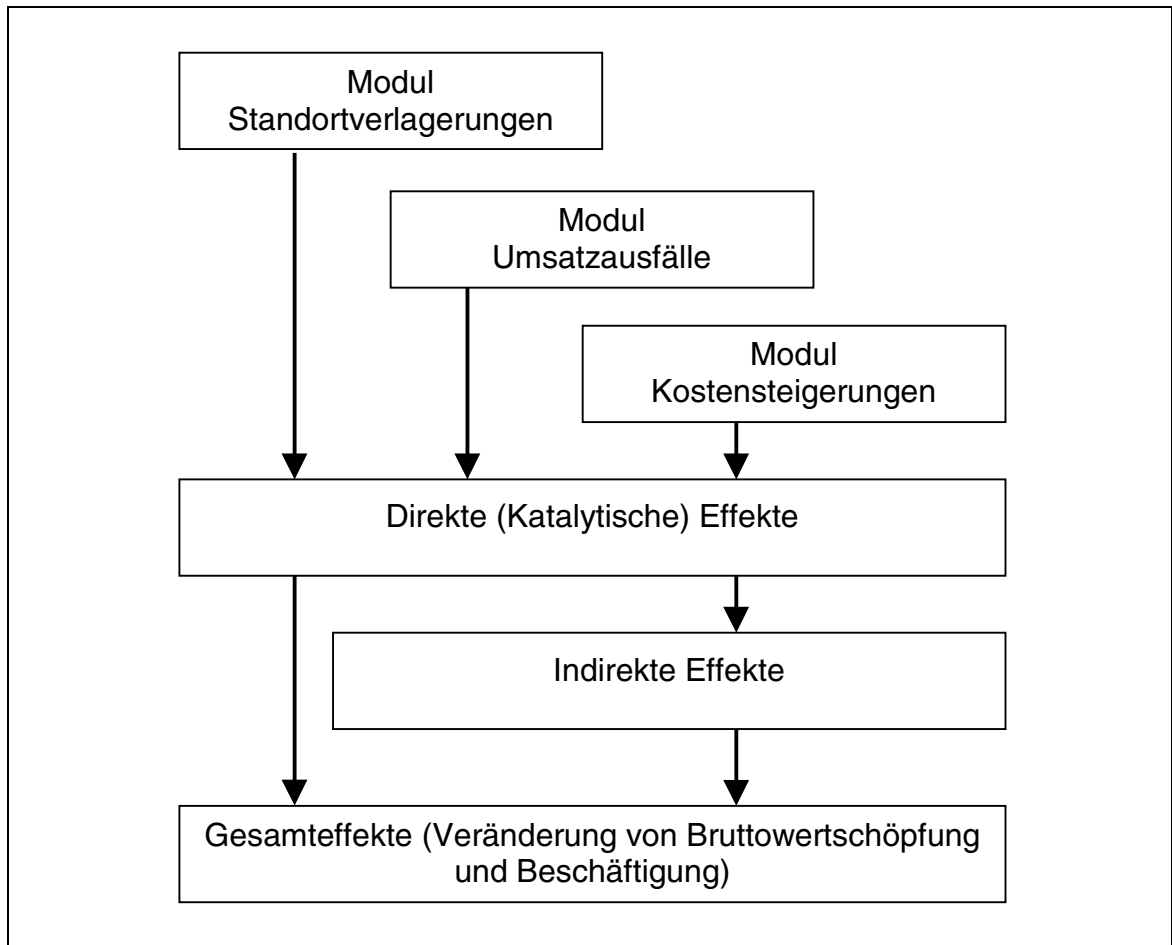 Modul
Standortverlagerungen
Modul
Umsatzausfälle
Modul
Kostensteigerungen
Direkte (Katalytische) Effekte
Indirekte Effekte
Gesamteffekte (Veränderung von Bruttowertschöpfung
und Beschäftigung)